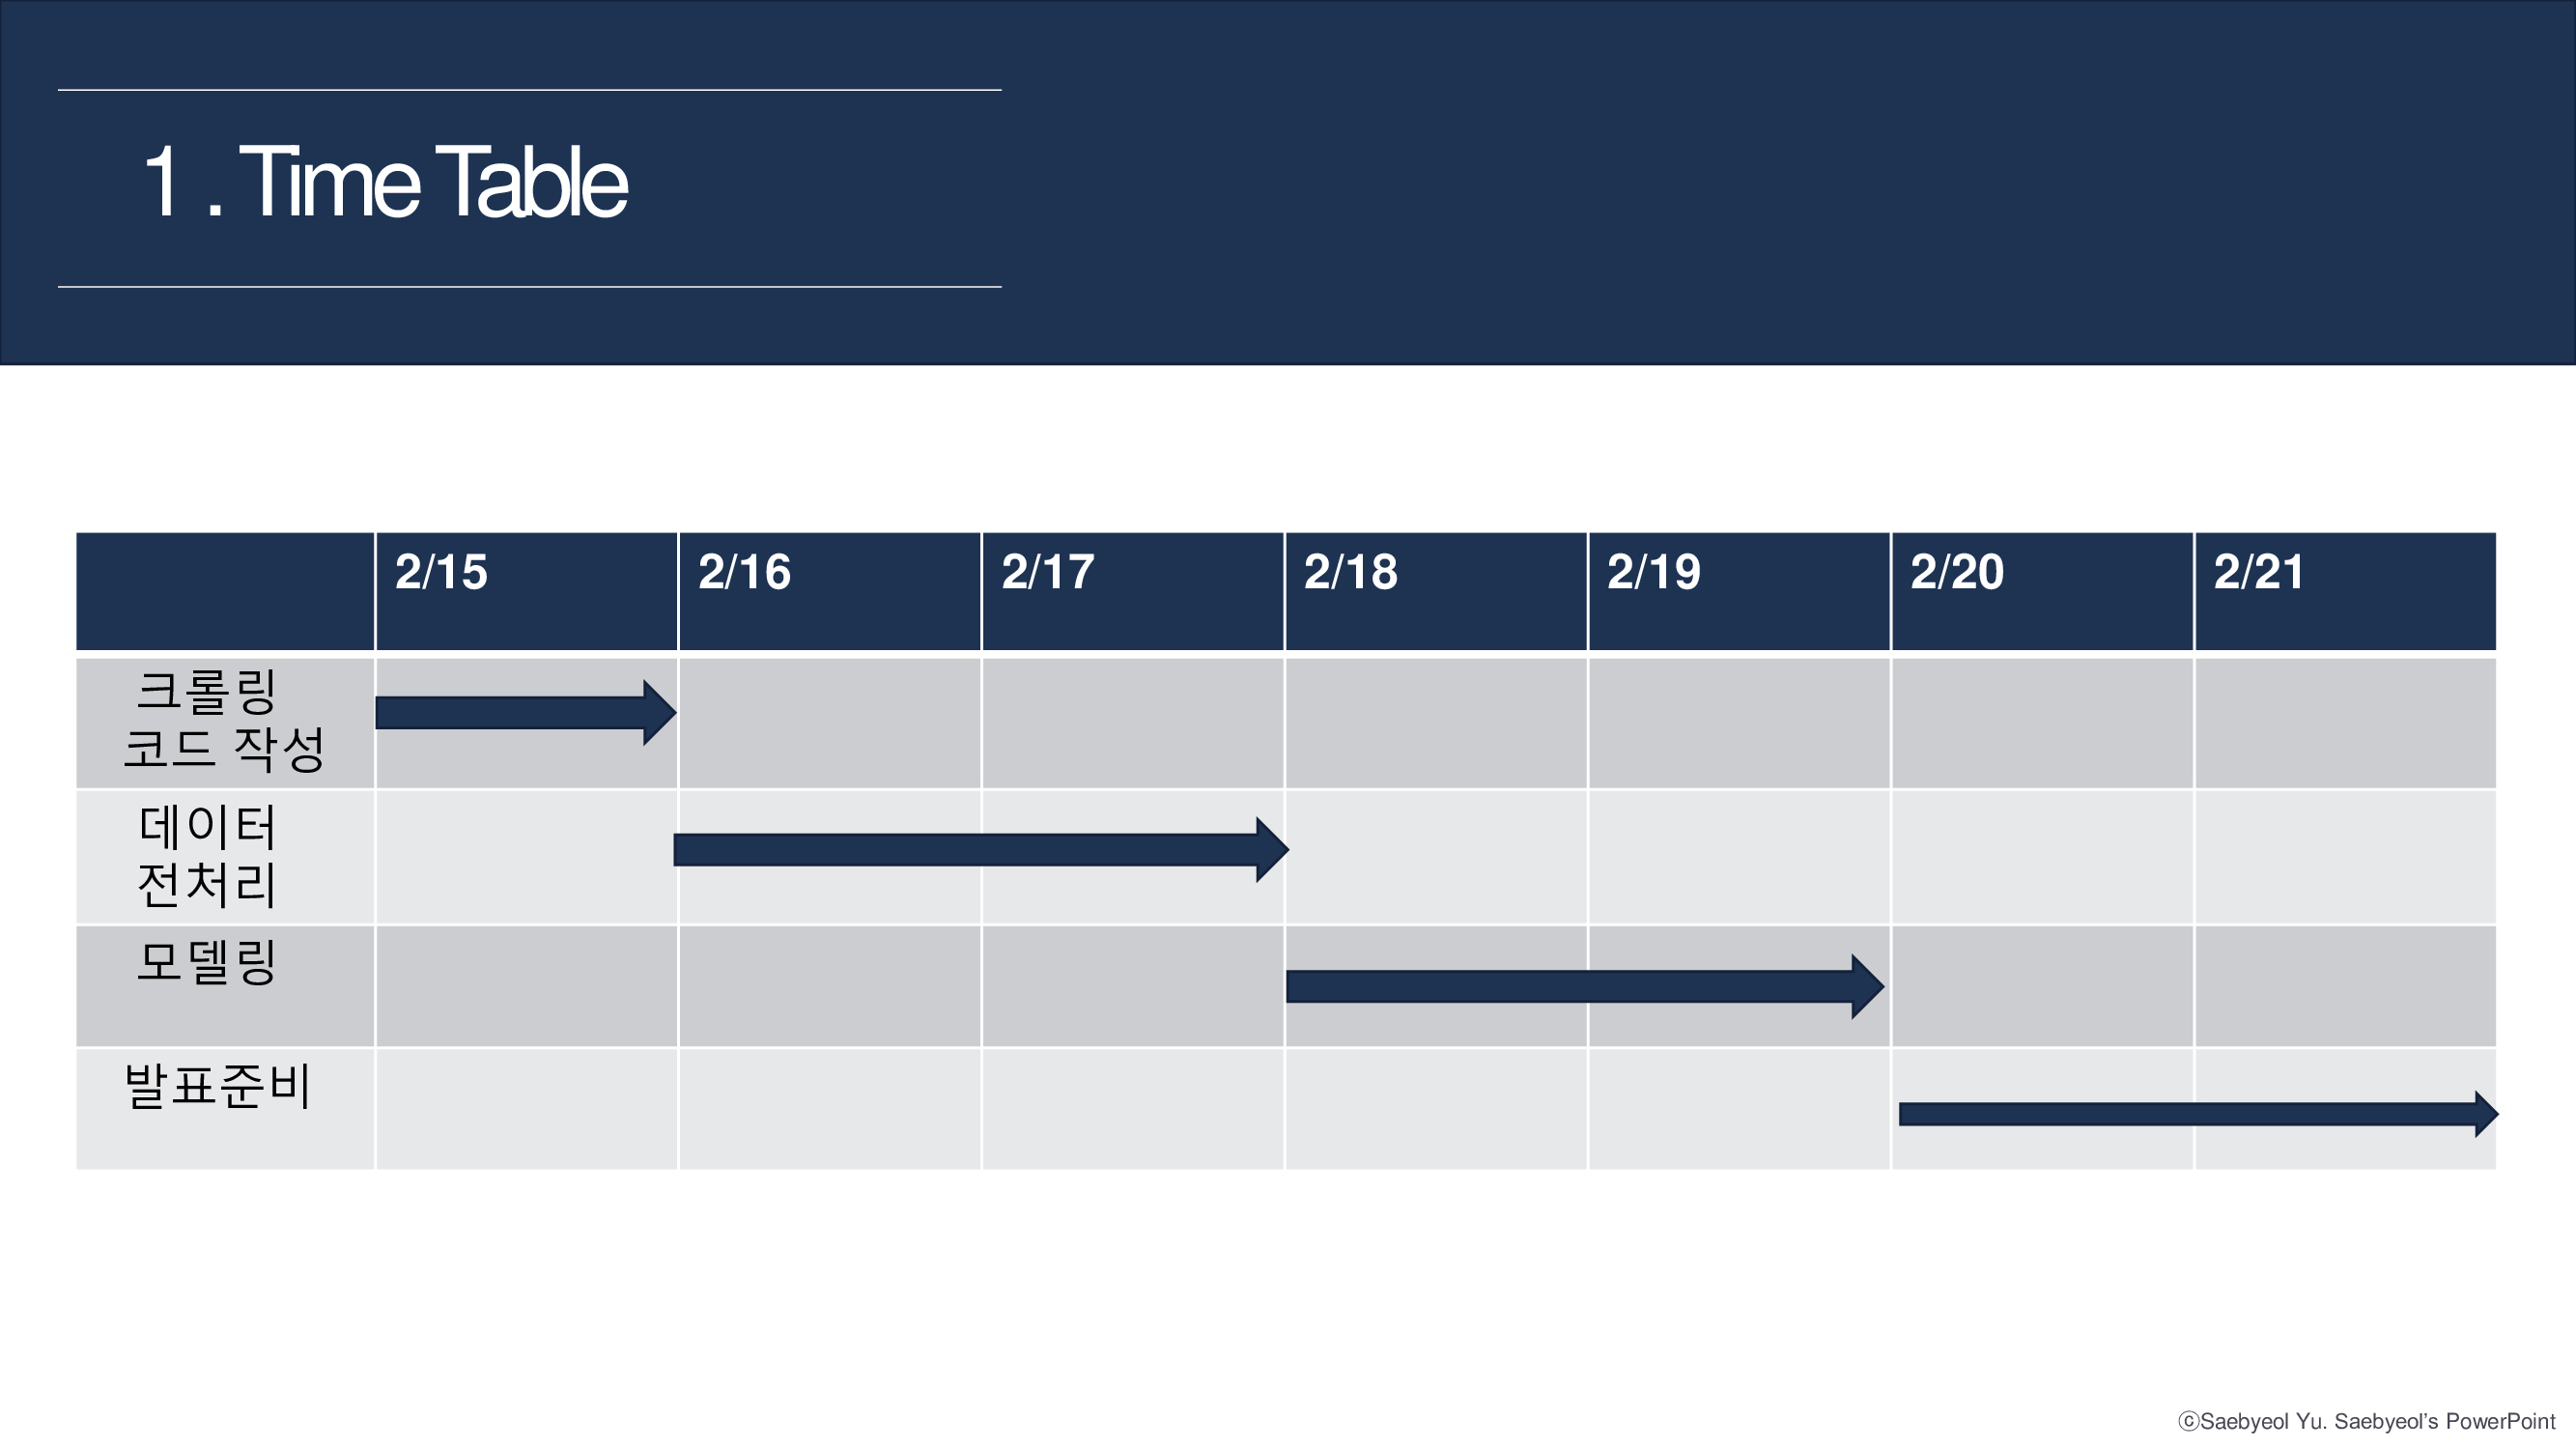 1. Time Table
2/15 2/16 2/17 2/18 2/19 2/20 2/21
크롤링
코드 작성
데이터
전처리
모델링
발표준비
ⓒSaebyeol Yu. Saebyeol's PowerPoint